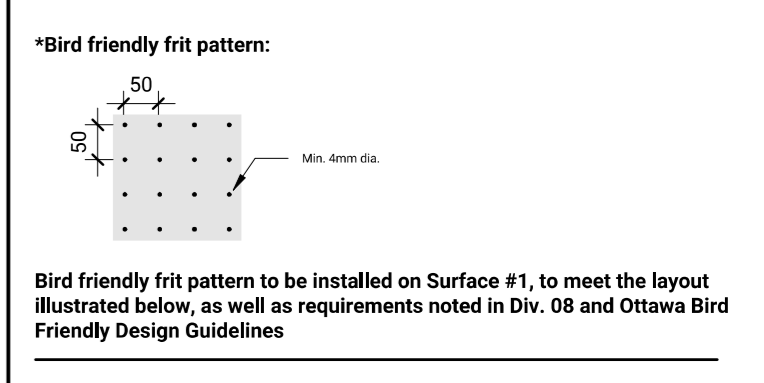 *Bird friendly frit pattern:
50
50
Min. 4mm dia.
Bird friendly frit pattern to be installed on Surface #1, to meet the layout
illustrated below, as well as requirements noted in Div. 08 and Ottawa Bird
Friendly Design Guidelines